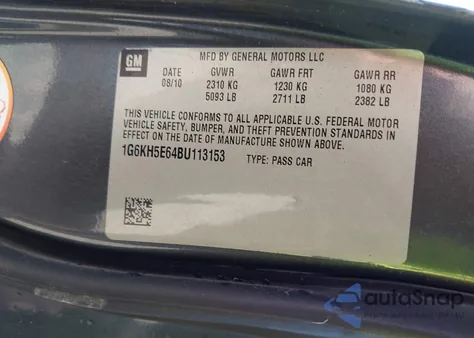 GM
MFD BY GENERAL MOTORS LLC
DATE GVWR GAWR FRT GAWR RR
08/10 2310 KG 1230 KG 1080 KG
5093 LB 2711 LB 2382 LB
THIS VEHICLE CONFORMS TO ALL APPLICABLE U.S. FEDERAL MOTOR
VEHICLE SAFETY, BUMPER, AND THEFT PREVENTION STANDARDS IN
EFFECT ON THE DATE OF MANUFACTURE SHOWN ABOVE.
1G6KH5E64BU113153 TYPE: PASS CAR
autoSnap